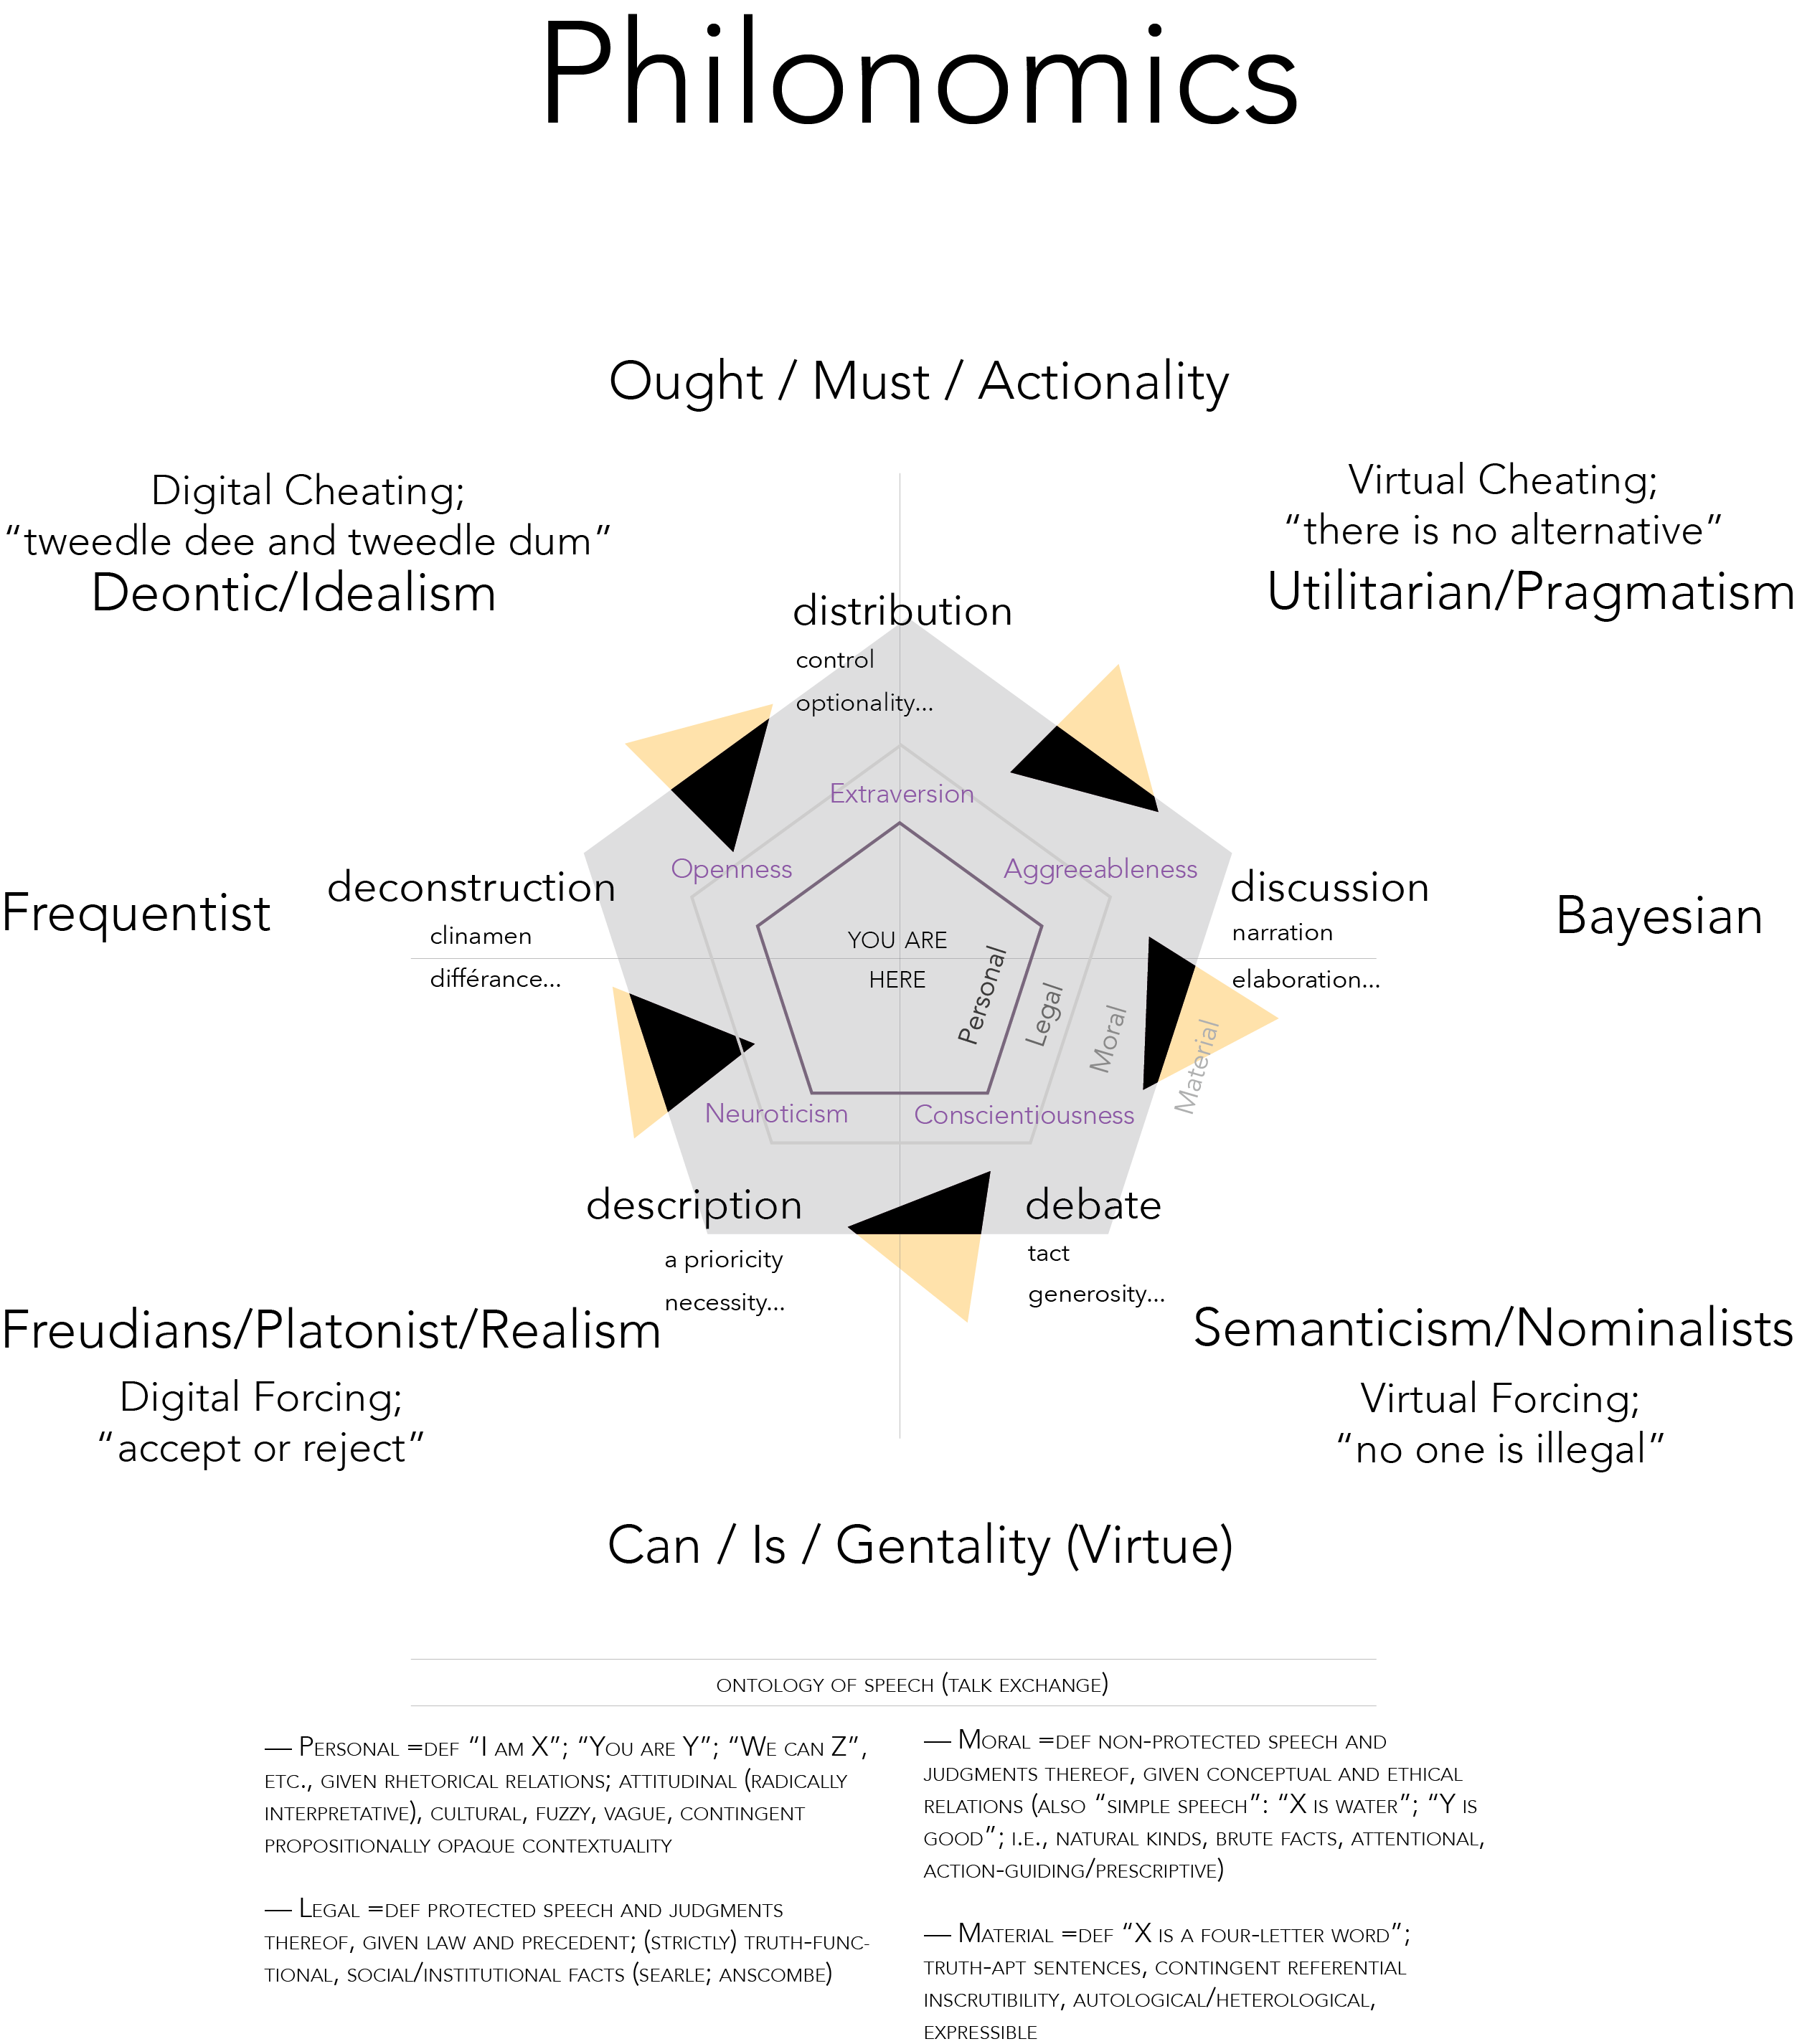 Philonomics
Ought / Must / Actionality
Digital Cheating;
“tweedle dee and tweedle dum”
Deontic/Idealism
Virtual Cheating;
“there is no alternative”
Utilitarian/Pragmatism
distribution
control
optionality...
Extraversion
Openness
Aggreeableness
Frequentist
deconstruction
clinamen
différance...
discussion
narration
elaboration...
Bayesian
YOU ARE
HERE
Personal
Legal
Moral
Material
Neuroticism
Conscientiousness
description
a prioricity
necessity...
debate
tact
generosity...
Freudians/Platonist/Realism
Digital Forcing;
“accept or reject”
Semanticism/Nominalists
Virtual Forcing;
“no one is illegal”
Can / Is / Gentality (Virtue)
ONTOLOGY OF SPEECH (TALK EXCHANGE)
— Personal =def “I am X”; “You are Y”; “We can Z”,
etc., given rhetorical relations; attitudinal (radically
interpretative), cultural, fuzzy, vague, contingent
propositionally opaque contextuality
— Legal =def protected speech and judgments
thereof, given law and precedent; (strictly) truth-func-
tional, social/institutional facts (searle; anscombe)
— Moral =def non-protected speech and
judgments thereof, given conceptual and ethical
relations (also “simple speech”: “X is water”; “Y is
good”; i.e., natural kinds, brute facts, attentional,
action-guiding/prescriptive)
— Material =def “X is a four-letter word”;
truth-apt sentences, contingent referential
inscrutibility, autological/heterological,
expressible